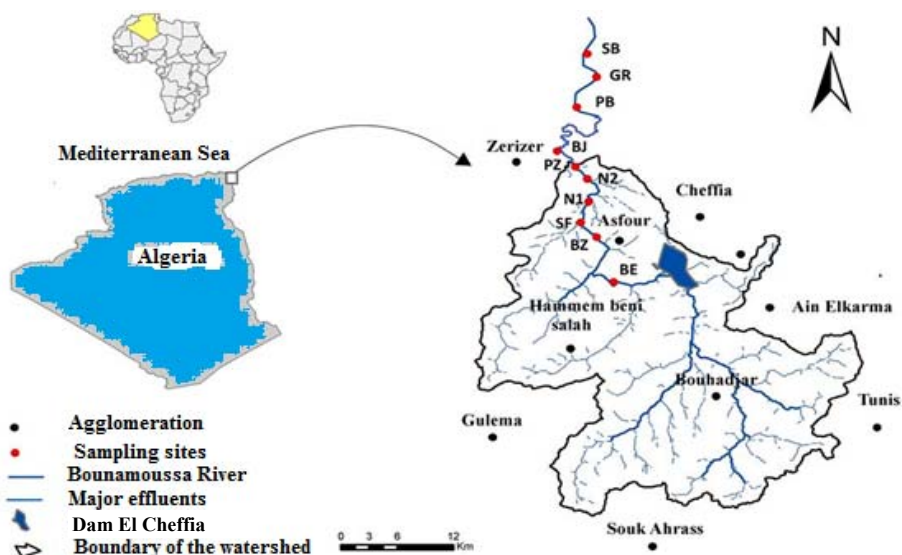 Mediterranean Sea
Algeria
Agglomeration
Sampling sites
Bounamoussa River
Major effluents
Dam El Cheffia
Boundary of the watershed
0 3 6 12
Km
N
SB
GR
PB
Zerizer
BJ
PZ
N2
Cheffia
N1
SF
Asfour
BZ
BE
Hammem beni
salah
Ain Elkarma
Bouhadjar
Gulema
Tunis
Souk Ahrass